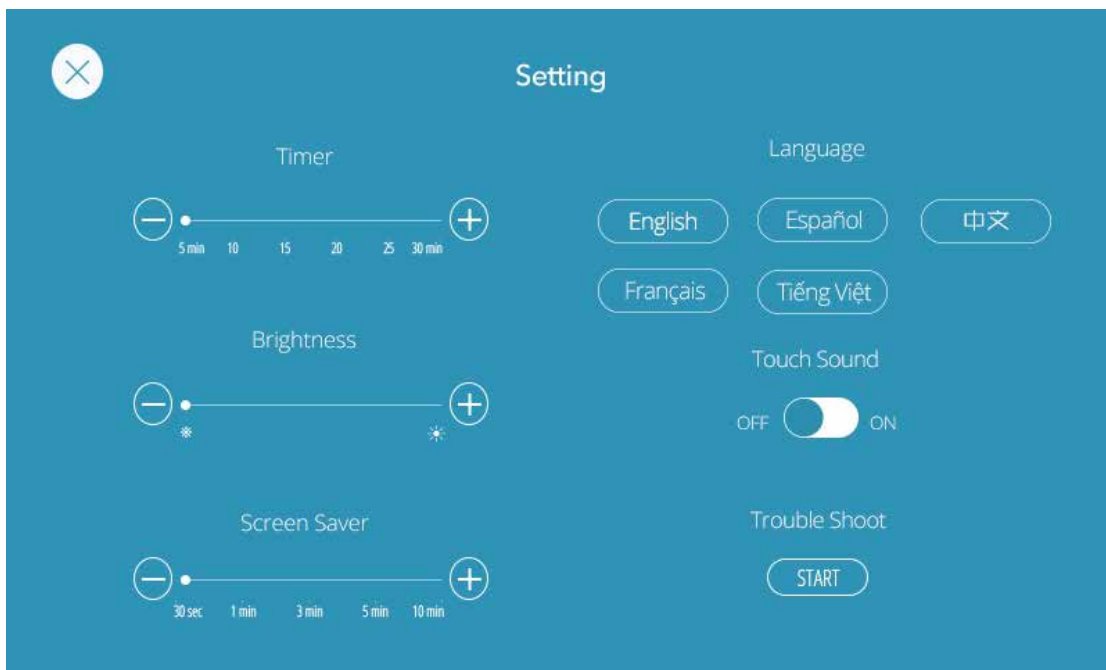 Setting
Timer
5 min 10 15 20 25 30 min
Brightness
Screen Saver
30 sec 1 min 3 min 5 min 10 min
Language
English Español 中文
Français Tiếng Việt
Touch Sound
OFF ON
Trouble Shoot
START